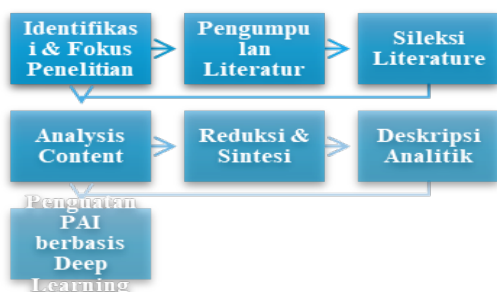 Identifikas
i & Fokus
Penelitian
Pengumpu
lan
Literatur
Sileksi
Literature
Analysis
Content
Reduksi &
Sintesi
Deskripsi
Analitik
Penguatan
PAI
berbasis
Deep
Learning